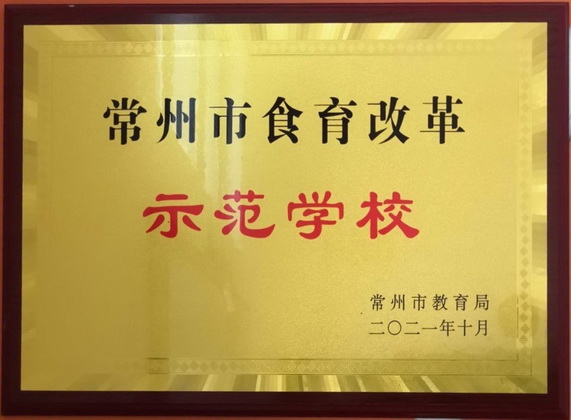 常州市食育改革
示范学校
常州市教育局
二〇二一年十月